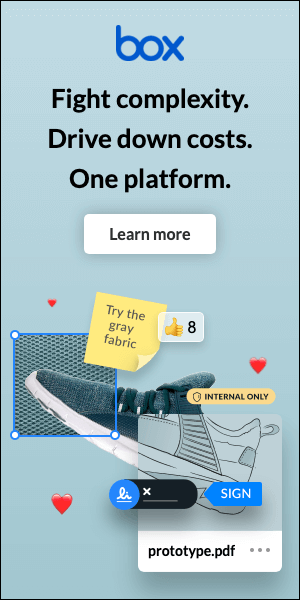 box
Fight complexity.
Drive down costs.
One platform.
Learn more
Try the
gray
fabric
👍 8
INTERNAL ONLY
SIGN
prototype.pdf